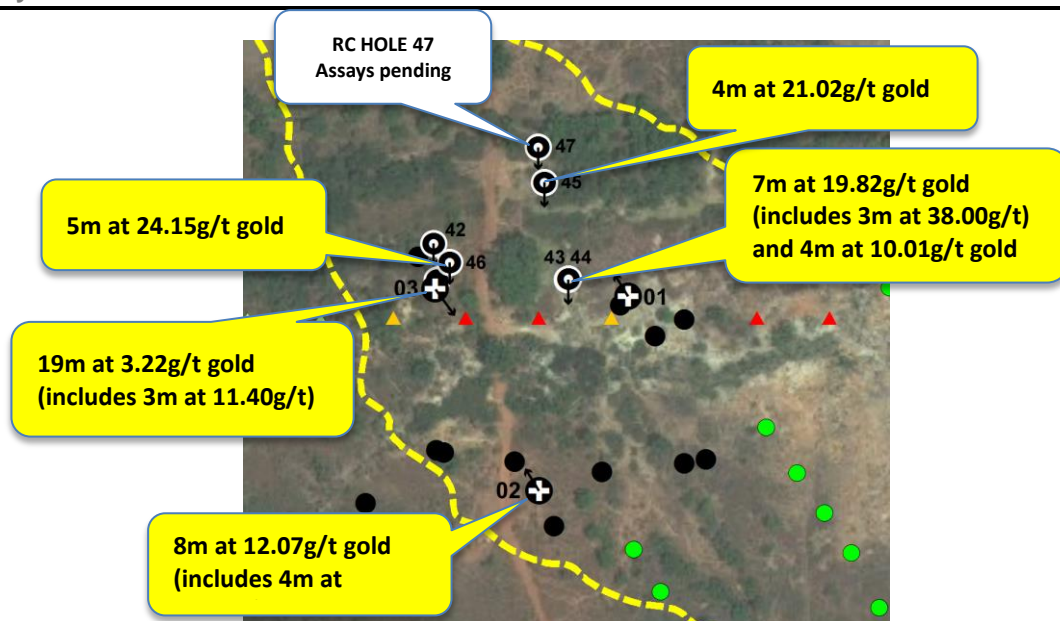 RC HOLE 47
Assays pending
4m at 21.02g/t gold
47
45
7m at 19.82g/t gold
(includes 3m at 38.00g/t)
and 4m at 10.01g/t gold
5m at 24.15g/t gold
42
46
43 44
03
01
19m at 3.22g/t gold
(includes 3m at 11.40g/t)
02
8m at 12.07g/t gold
(includes 4m at